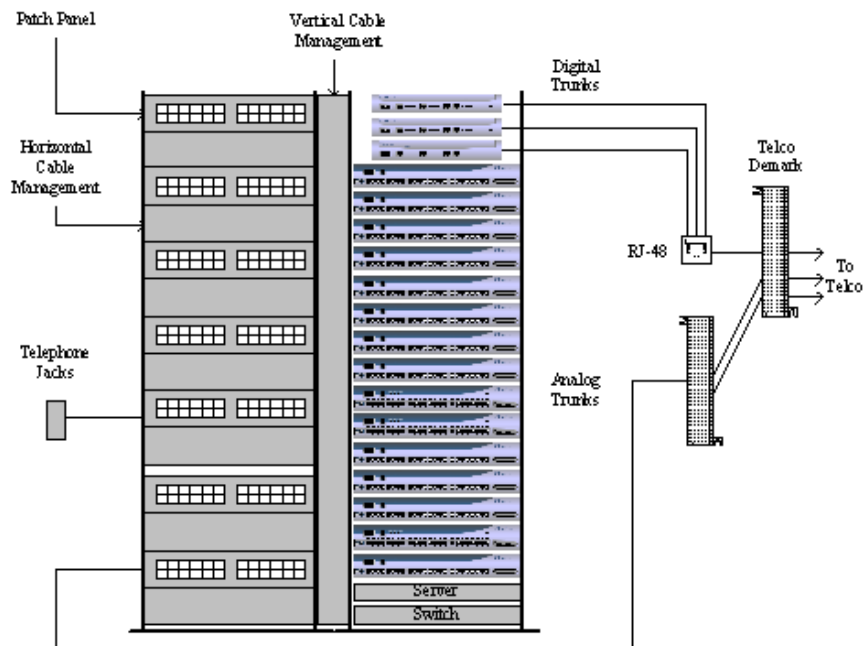 Patch Panel
Vertical Cable
Management
Digital
Trunks
Horizontal
Cable
Management
Telco
Demark
RJ-48
To
Telco
Telephone
Jacks
Analog
Trunks
Server
Switch